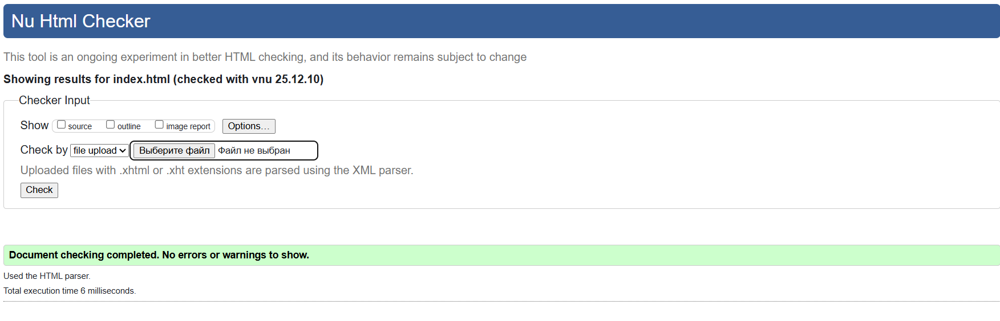 Nu Html Checker
This tool is an ongoing experiment in better HTML checking, and its behavior remains subject to change
Showing results for index.html (checked with vnu 25.12.10)
Checker Input
Show source outline image report Options…
Check by file upload Выберите файл Файл не выбран
Uploaded files with .xhtml or .xht extensions are parsed using the XML parser.
Check
Document checking completed. No errors or warnings to show.
Used the HTML parser.
Total execution time 6 milliseconds.